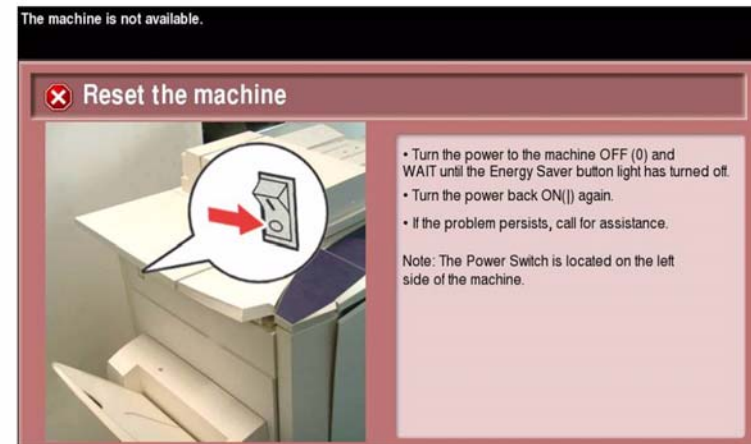 The machine is not available.
Reset the machine
• Turn the power to the machine OFF (0) and
WAIT until the Energy Saver button light has turned off.
• Turn the power back ON(|) again.
• If the problem persists, call for assistance.
Note: The Power Switch is located on the left
side of the machine.